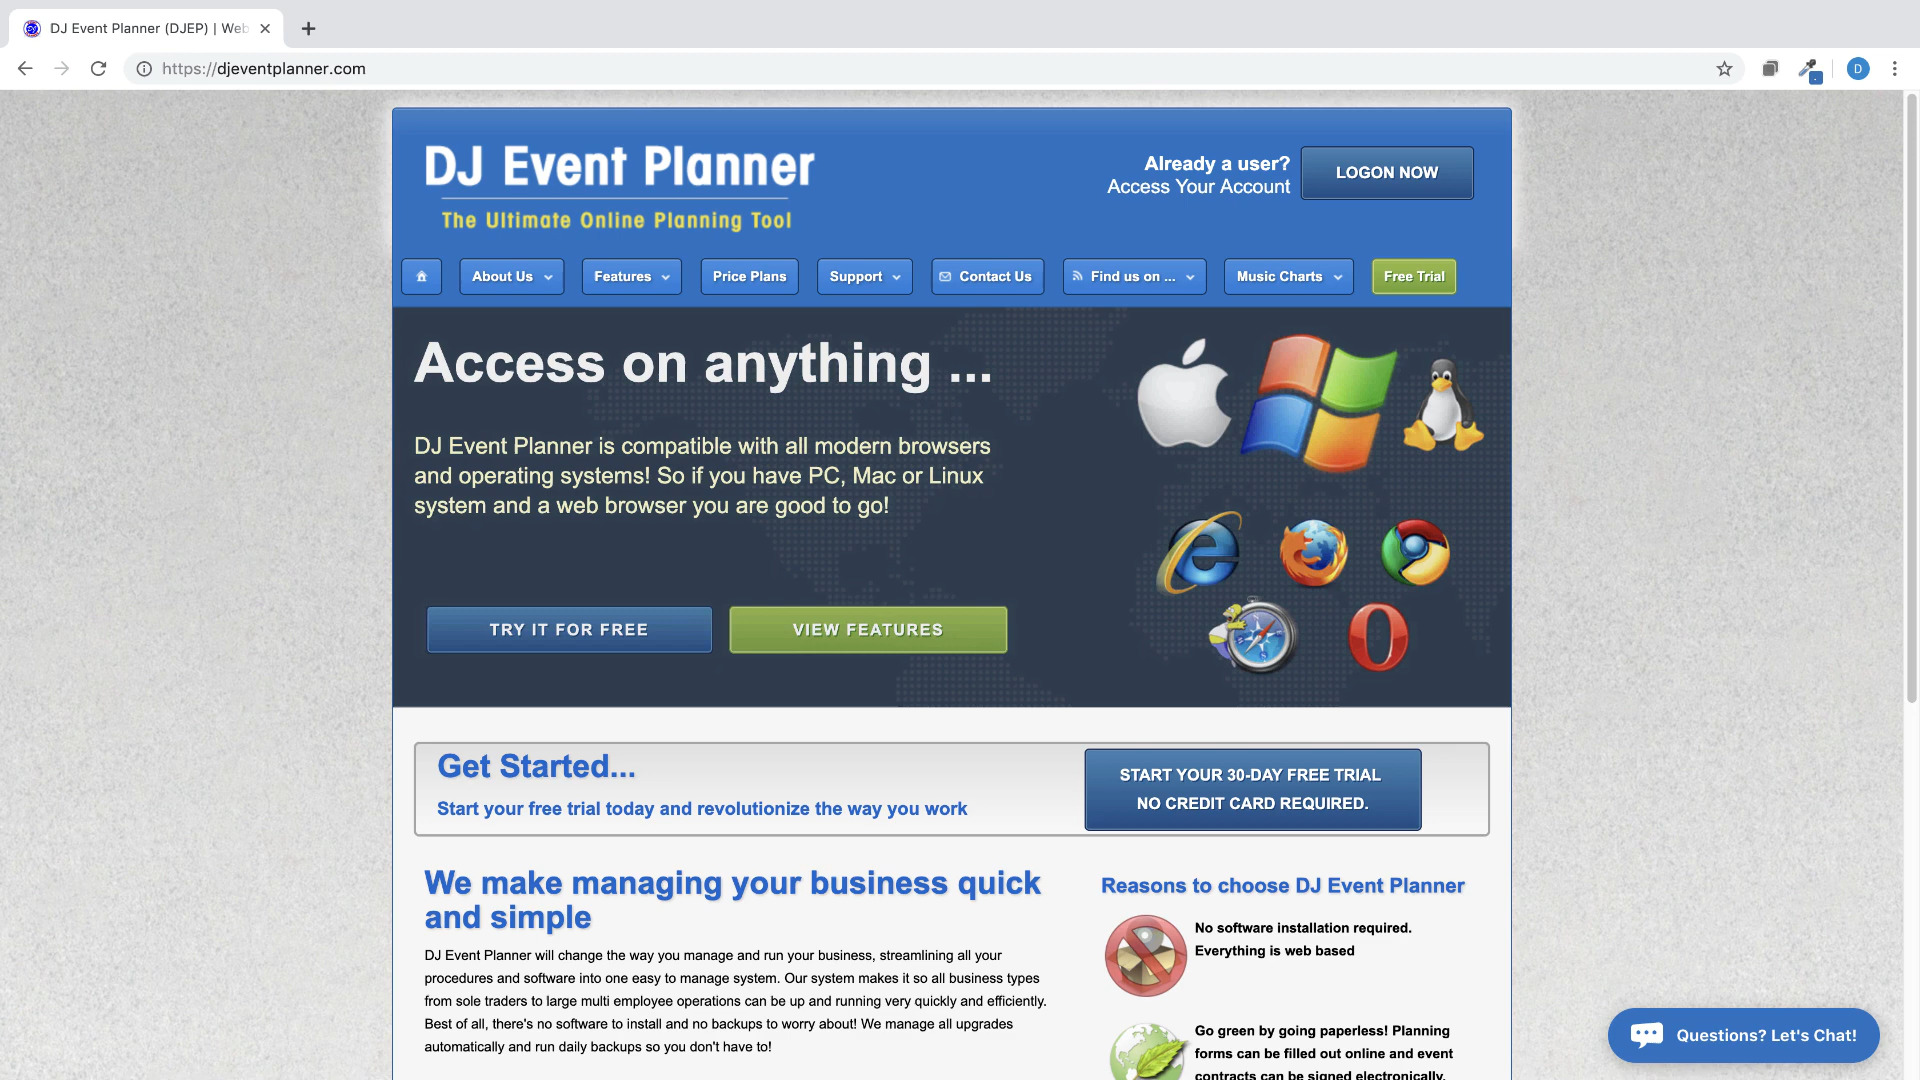 DJ Event Planner (DJEP) | Web
https://djeventplanner.com
D
DJ Event Planner
The Ultimate Online Planning Tool
Already a user?
Access Your Account
LOGON NOW
About Us
Features
Price Plans
Support
Contact Us
Find us on ...
Music Charts
Free Trial
Access on anything ...
DJ Event Planner is compatible with all modern browsers
and operating systems! So if you have PC, Mac or Linux
system and a web browser you are good to go!
TRY IT FOR FREE
VIEW FEATURES
Get Started...
Start your free trial today and revolutionize the way you work
START YOUR 30-DAY FREE TRIAL
NO CREDIT CARD REQUIRED.
We make managing your business quick
and simple
DJ Event Planner will change the way you manage and run your business, streamlining all your
procedures and software into one easy to manage system. Our system makes it so all business types
from sole traders to large multi employee operations can be up and running very quickly and efficiently.
Best of all, there's no software to install and no backups to worry about! We manage all upgrades
automatically and run daily backups so you don't have to!
Reasons to choose DJ Event Planner
No software installation required.
Everything is web based
Go green by going paperless! Planning
forms can be filled out online and event
contracts can be signed electronically.
Questions? Let's Chat!